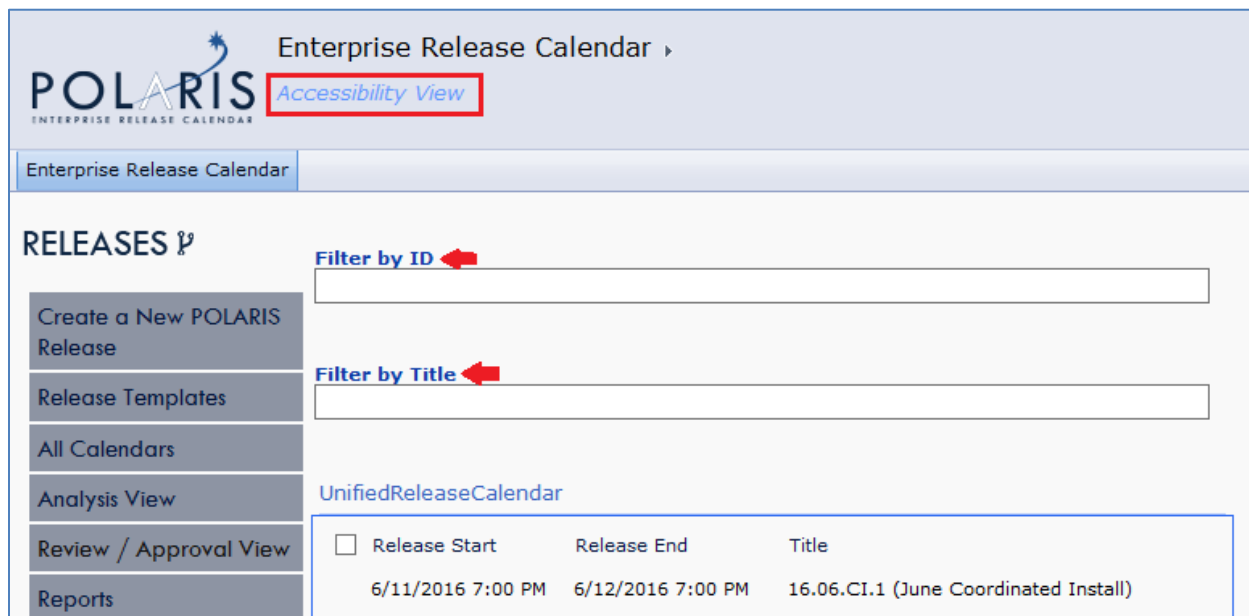 POLARIS
ENTERPRISE RELEASE CALENDAR
Enterprise Release Calendar
Accessibility View
Enterprise Release Calendar
RELEASES
Create a New POLARIS
Release
Release Templates
All Calendars
Analysis View
Review / Approval View
Reports
Filter by ID
Filter by Title
UnifiedReleaseCalendar
Release Start Release End Title
6/11/2016 7:00 PM 6/12/2016 7:00 PM 16.06.CI.1 (June Coordinated Install)